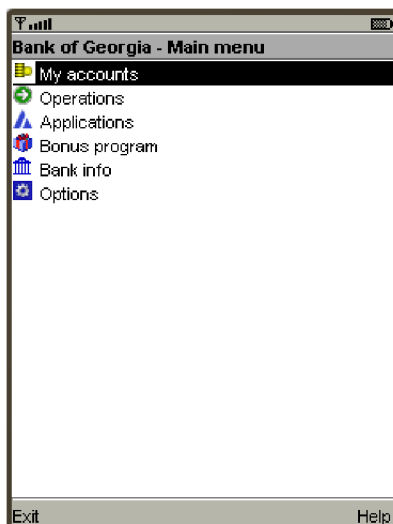 Bank of Georgia - Main menu
My accounts
Operations
Applications
Bonus program
Bank info
Options
Exit Help